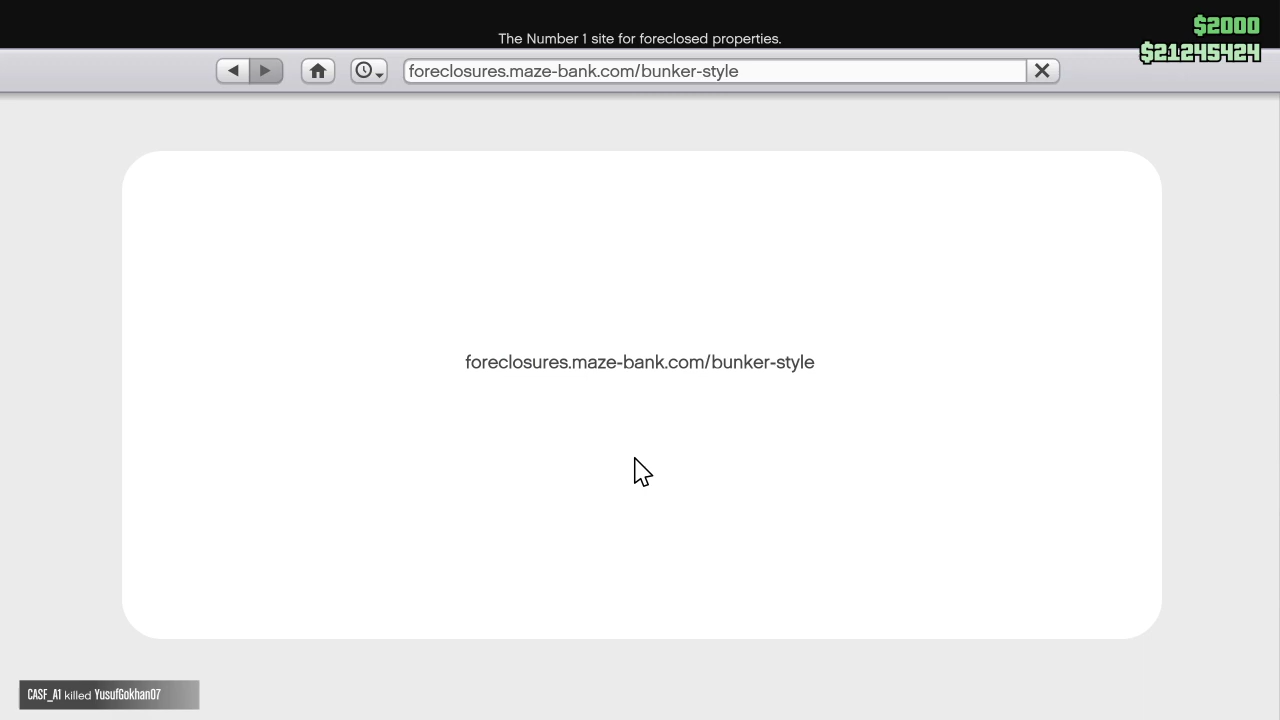 The Number 1 site for foreclosed properties.
$2000
$21245424
foreclosures.maze-bank.com/bunker-style
foreclosures.maze-bank.com/bunker-style
CASF_A1 killed YusufGokhan07